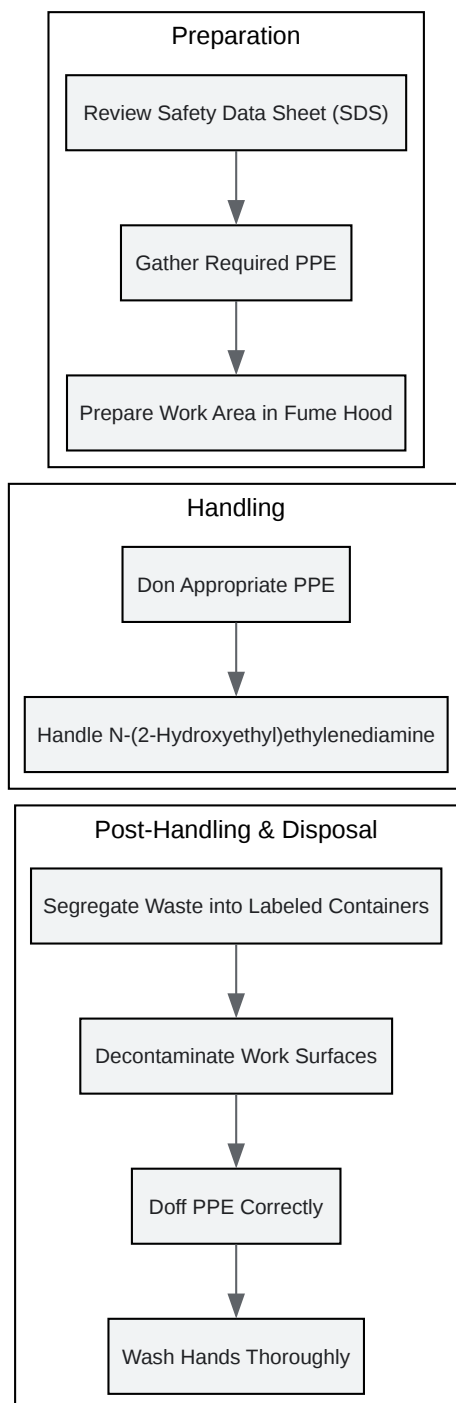 Preparation
Review Safety Data Sheet (SDS)
Gather Required PPE
Prepare Work Area in Fume Hood
Handling
Don Appropriate PPE
Handle N-(2-Hydroxyethyl)ethylenediamine
Post-Handling & Disposal
Segregate Waste into Labeled Containers
Decontaminate Work Surfaces
Doff PPE Correctly
Wash Hands Thoroughly